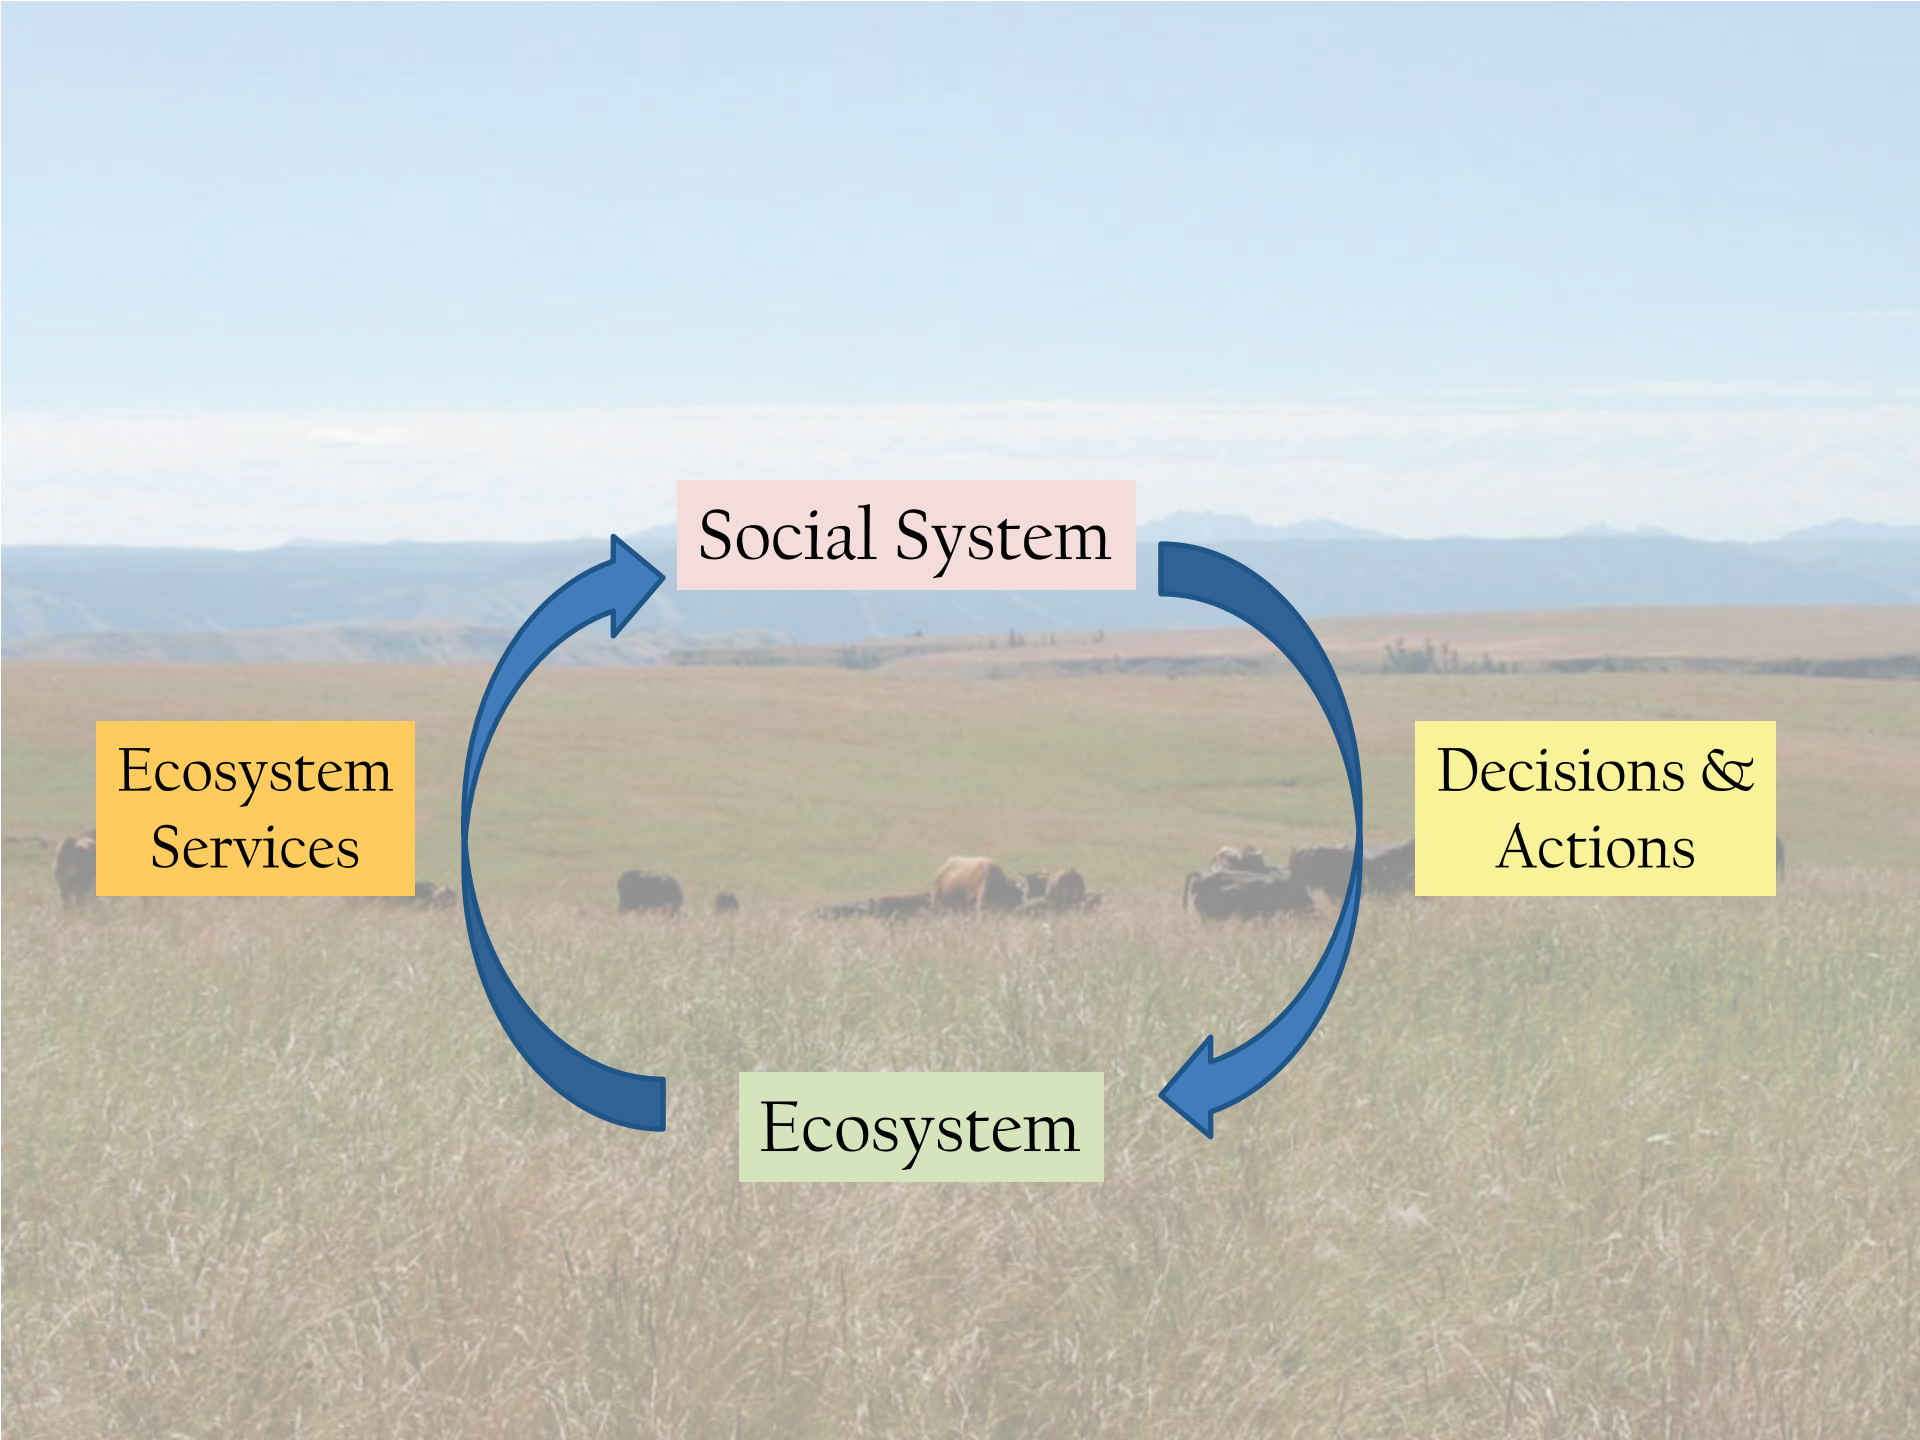 Social System
Ecosystem
Services
Decisions &
Actions
Ecosystem